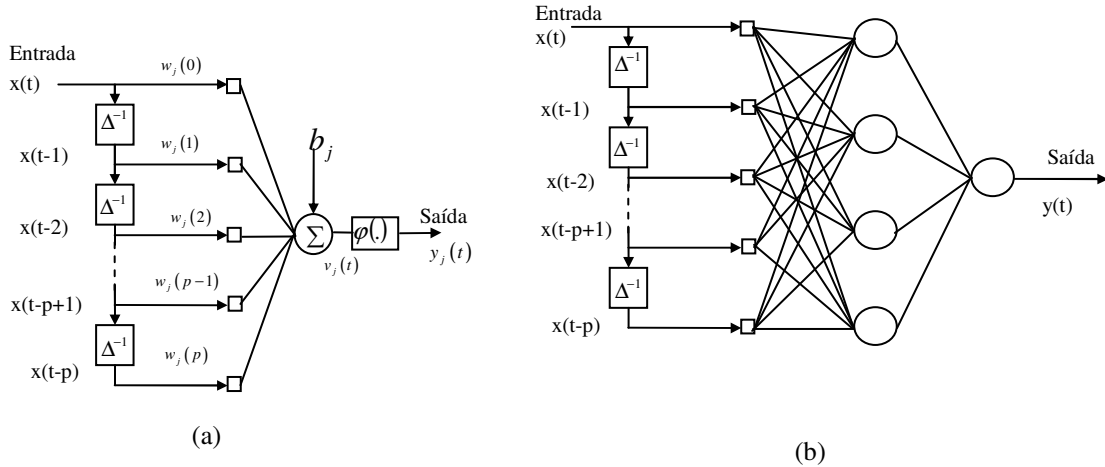 Entrada
x(t)
w_j(0)
Δ⁻¹
x(t-1)
w_j(1)
Δ⁻¹
x(t-2)
w_j(2)
x(t-p+1)
w_j(p-1)
Δ⁻¹
x(t-p)
w_j(p)
b_j
Σ
v_j(t)
φ(.)
Saída
y_j(t)
(a)
Entrada
x(t)
Δ⁻¹
x(t-1)
Δ⁻¹
x(t-2)
x(t-p+1)
Δ⁻¹
x(t-p)
Saída
y(t)
(b)